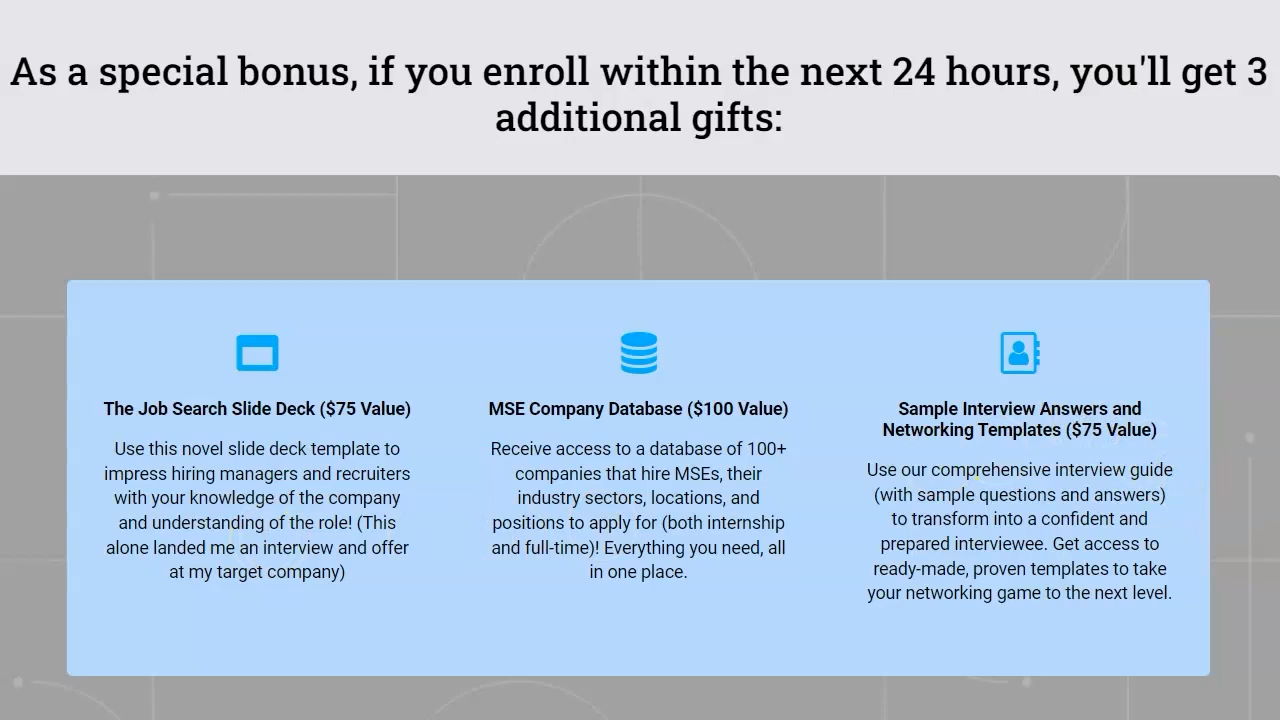 As a special bonus, if you enroll within the next 24 hours, you'll get 3
additional gifts:
The Job Search Slide Deck ($75 Value)
Use this novel slide deck template to
impress hiring managers and recruiters
with your knowledge of the company
and understanding of the role! (This
alone landed me an interview and offer
at my target company)
MSE Company Database ($100 Value)
Receive access to a database of 100+
companies that hire MSEs, their
industry sectors, locations, and
positions to apply for (both internship
and full-time)! Everything you need, all
in one place.
Sample Interview Answers and
Networking Templates ($75 Value)
Use our comprehensive interview guide
(with sample questions and answers)
to transform into a confident and
prepared interviewee. Get access to
ready-made, proven templates to take
your networking game to the next level.